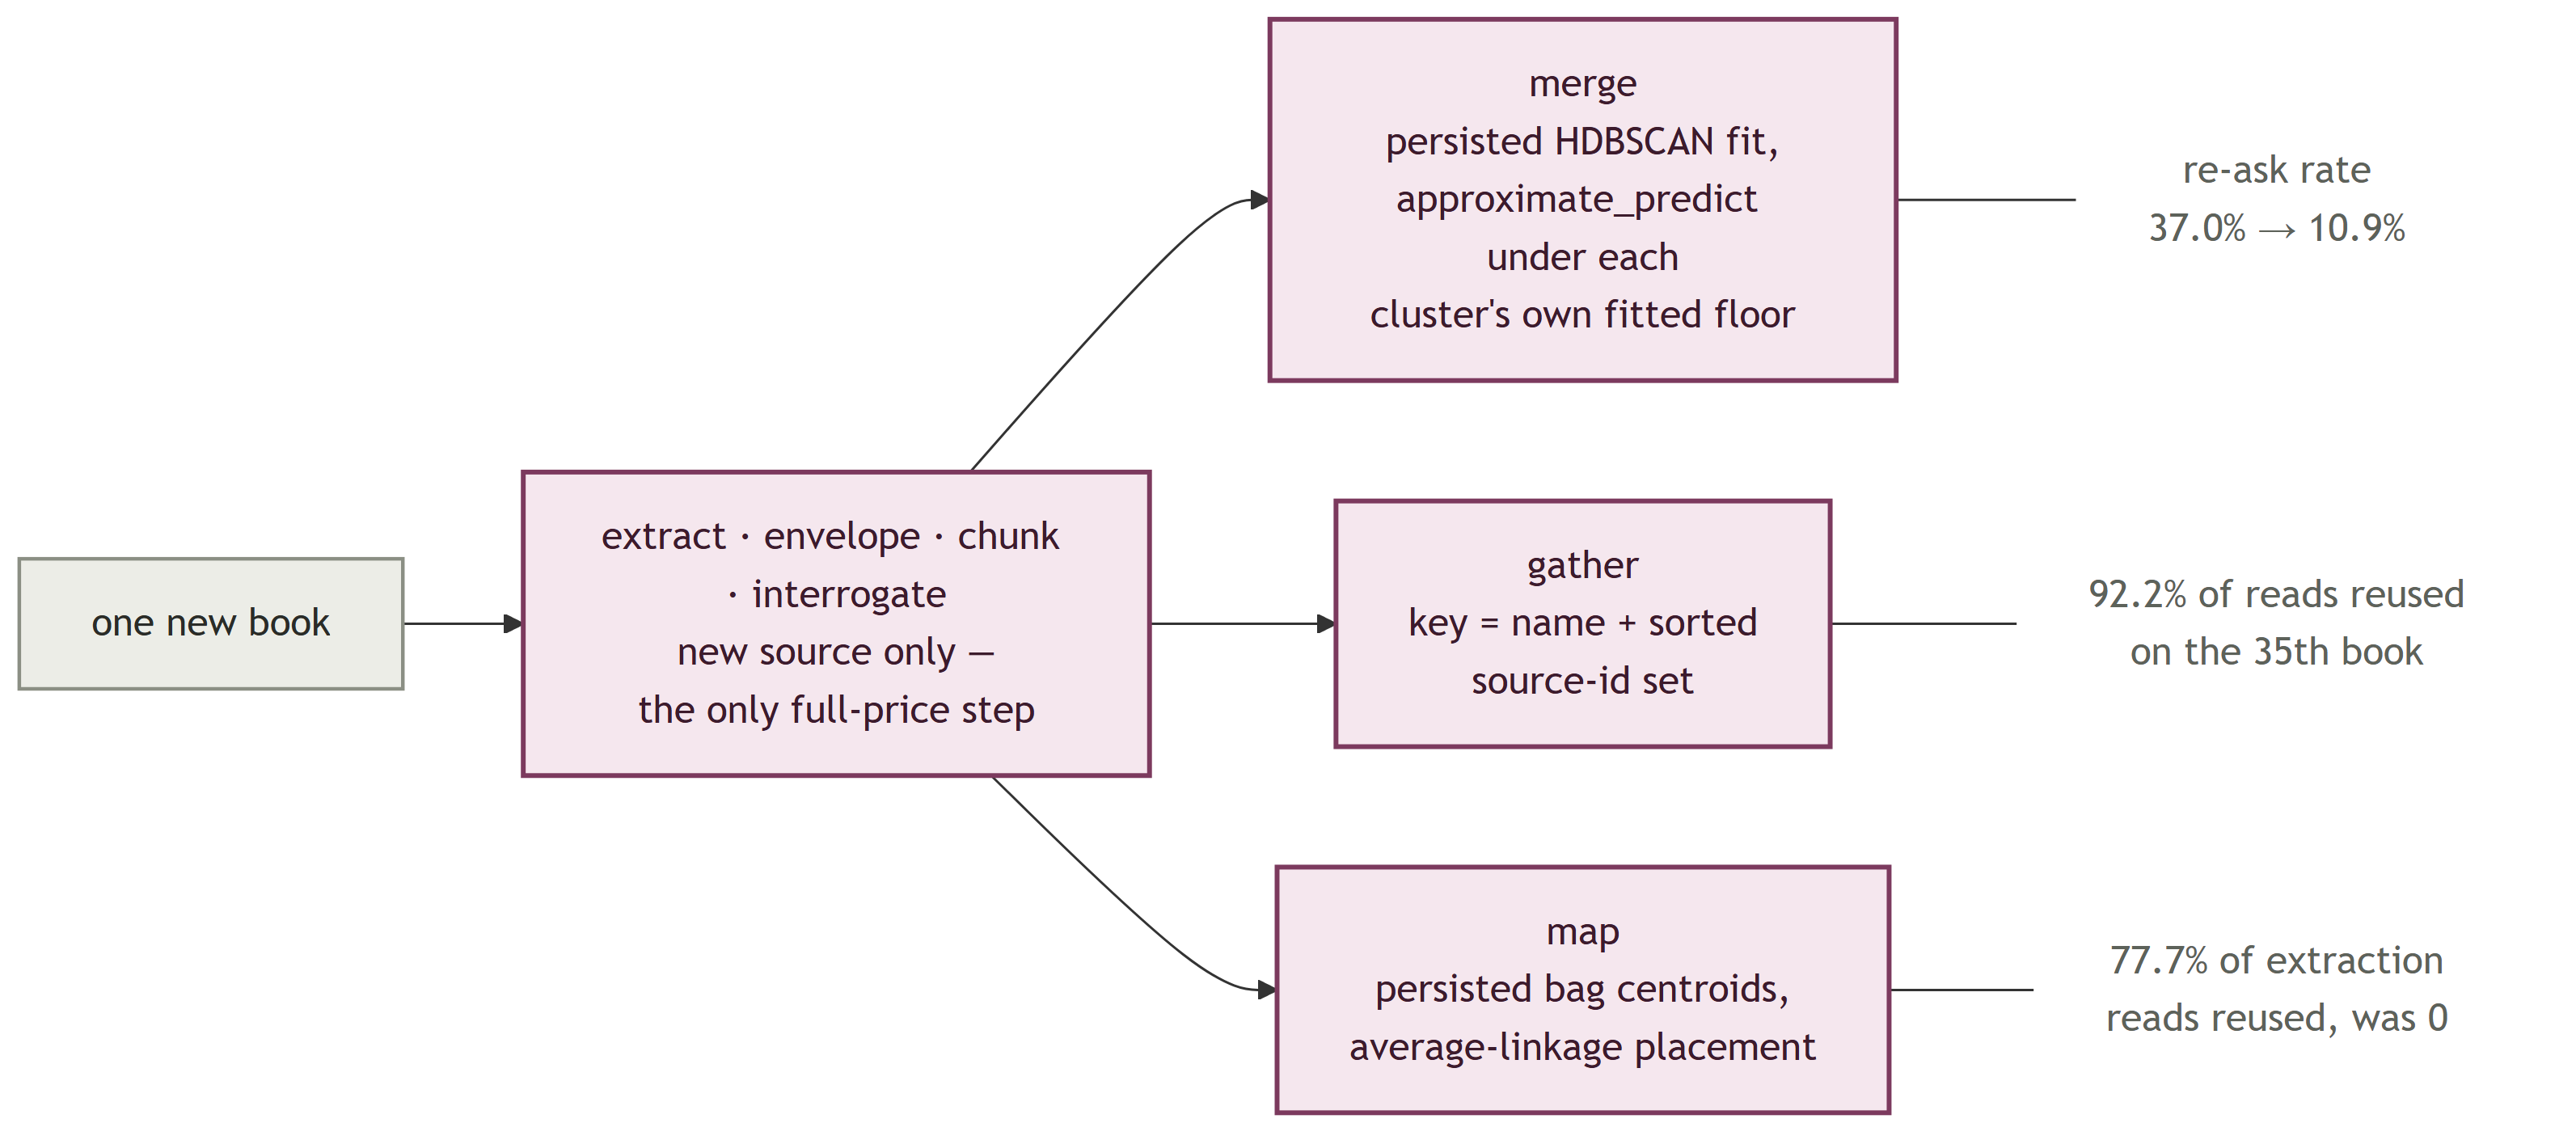 one new book
extract · envelope · chunk
· interrogate
new source only —
the only full-price step
merge
persisted HDBSCAN fit,
approximate_predict
under each
cluster's own fitted floor
re-ask rate
37.0% → 10.9%
gather
key = name + sorted
source-id set
92.2% of reads reused
on the 35th book
map
persisted bag centroids,
average-linkage placement
77.7% of extraction
reads reused, was 0